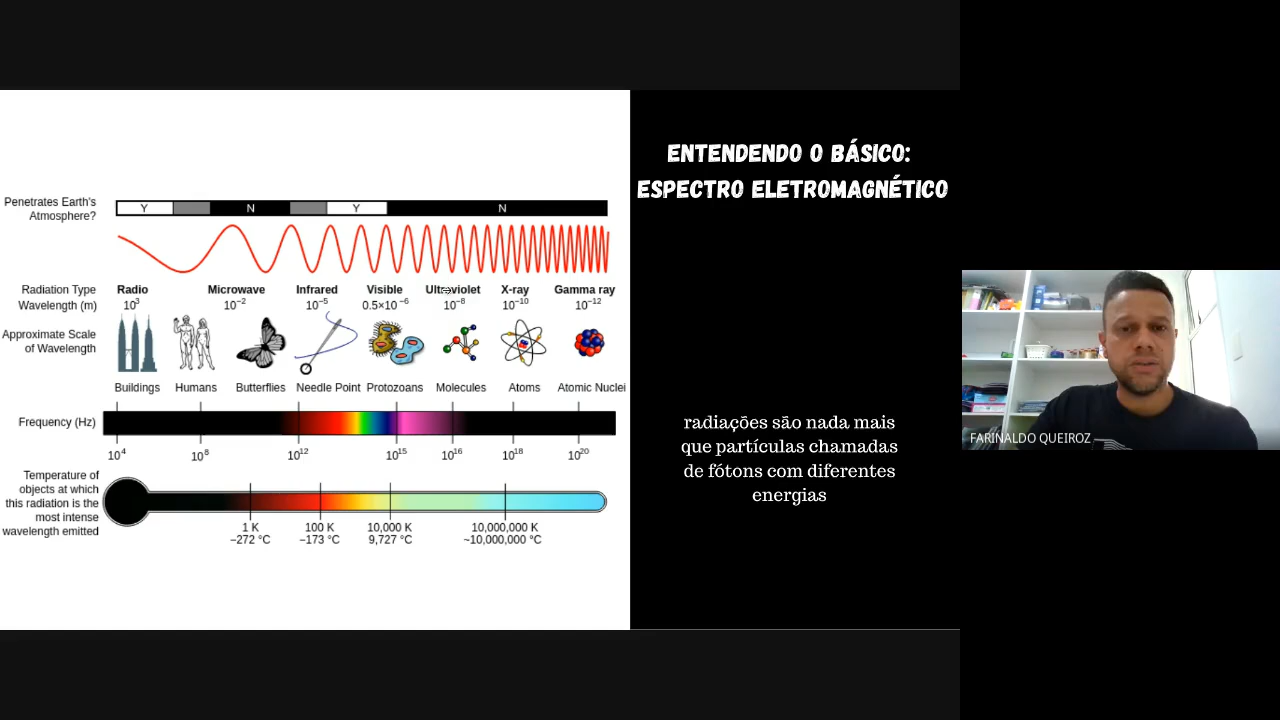 ENTENDENDO O BÁSICO:
ESPECTRO ELETROMAGNÉTICO
Penetrates Earth's
Atmosphere?
Y N Y N
Radiation Type
Wavelength (m)
Radio Microwave Infrared Visible Ultraviolet X-ray Gamma ray
10³ 10⁻² 10⁻⁵ 0.5×10⁻⁶ 10⁻⁸ 10⁻¹⁰ 10⁻¹²
Approximate Scale
of Wavelength
Buildings Humans Butterflies Needle Point Protozoans Molecules Atoms Atomic Nuclei
Frequency (Hz)
10⁴ 10⁸ 10¹² 10¹⁵ 10¹⁶ 10¹⁸ 10²⁰
Temperature of
objects at which
this radiation is the
most intense
wavelength emitted
1 K 100 K 10,000 K 10,000,000 K
−272 °C −173 °C 9,727 °C ~10,000,000 °C
radiações são nada mais
que partículas chamadas
de fótons com diferentes
energias
FARINALDO QUEIROZ